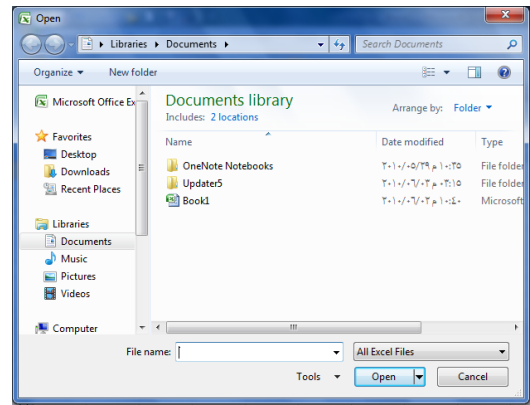 Open
Libraries ▸ Documents ▸
Search Documents
Organize
New folder
Microsoft Office Ex
Favorites
Desktop
Downloads
Recent Places
Libraries
Documents
Music
Pictures
Videos
Computer
Documents library
Includes: 2 locations
Arrange by: Folder
Name Date modified Type
OneNote Notebooks File folder
Updater5 File folder
Book1 Microsoft
File name:
All Excel Files
Tools
Open
Cancel